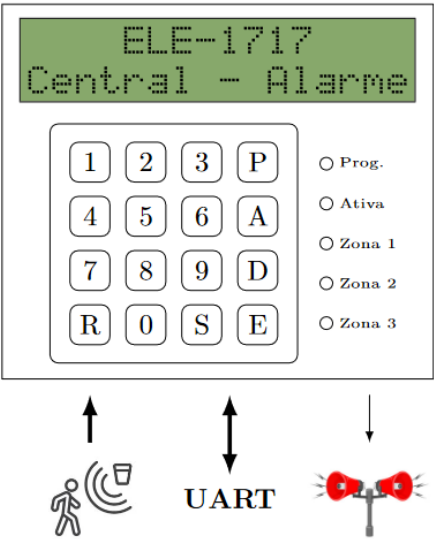 ELE-1717
Central - Alarme
1 2 3 P
4 5 6 A
7 8 9 D
R 0 S E
Prog.
Ativa
Zona 1
Zona 2
Zona 3
UART